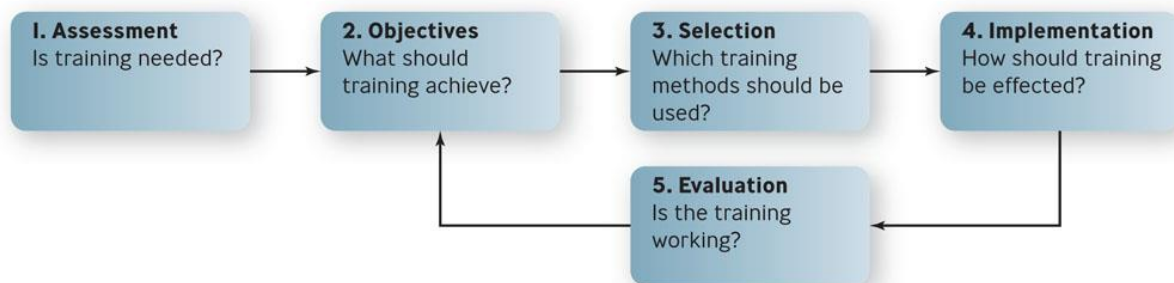 1. Assessment
Is training needed?
2. Objectives
What should
training achieve?
3. Selection
Which training
methods should be
used?
4. Implementation
How should training
be effected?
5. Evaluation
Is the training
working?